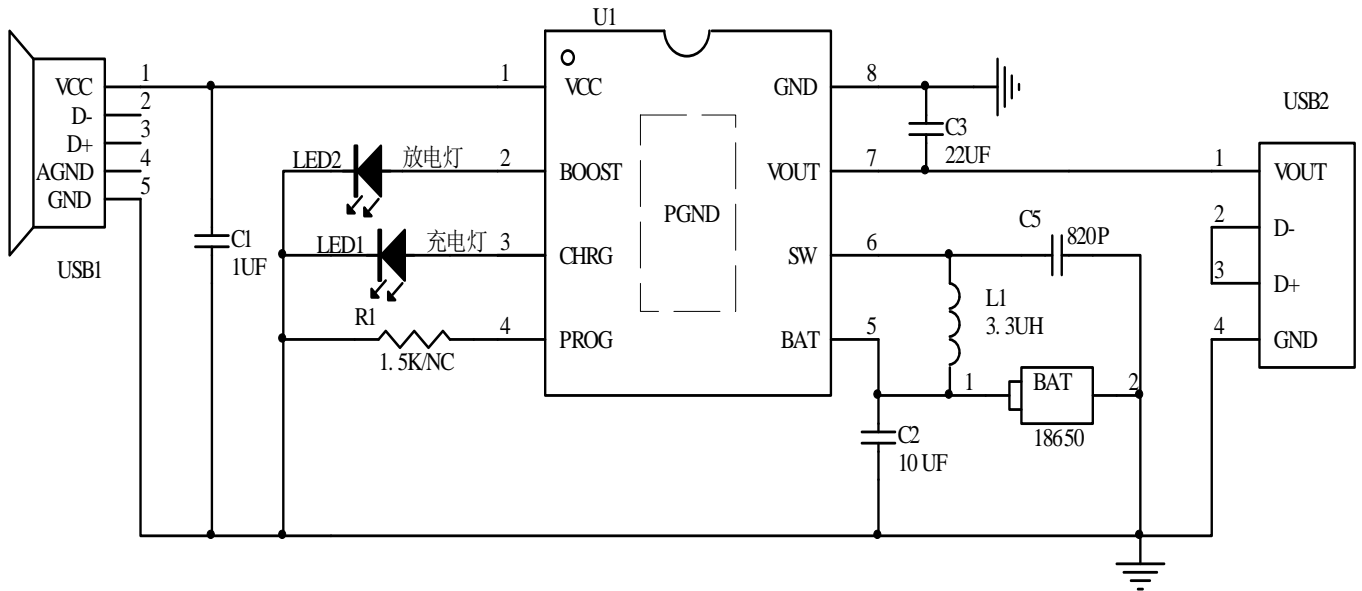 U1
VCC 1
D- 2
D+ 3
AGND 4
GND 5
USB1
C1
1UF
LED2 放电灯
LED1 充电灯
R1
1. 5K/NC
1 VCC
2 BOOST
3 CHRG
4 PROG
PGND
GND 8
VOUT 7
SW 6
BAT 5
C3
22UF
C5
820P
L1
3. 3UH
1 BAT 2
18650
C2
10 UF
USB2
1 VOUT
2 D-
3 D+
4 GND